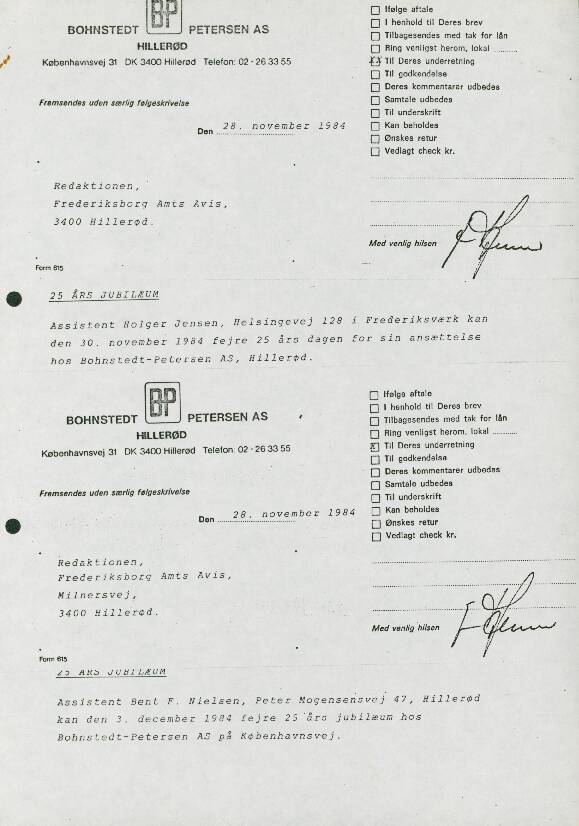 BP
BOHNSTEDT PETERSEN AS
HILLERØD
Københavnsvej 31 DK 3400 Hillerød Telefon: 02 - 26 33 55
Ifølge aftale
I henhold til Deres brev
Tilbagesendes med tak for lån
Ring venligst herom, lokal ..........
XX Til Deres underretning
Til godkendelse
Deres kommentarer udbedes
Samtale udbedes
Til underskrift
Kan beholdes
Ønskes retur
Vedlagt check kr.
Fremsendes uden særlig følgeskrivelse
Den 28. november 1984
Redaktionen,
Frederiksborg Amts Avis,
3400 Hillerød.
Med venlig hilsen
Form 615
25 ÅRS JUBILÆUM
Assistent Holger Jensen, Helsingevej 128 i Frederiksværk kan
den 30. november 1984 fejre 25 års dagen for sin ansættelse
hos Bohnstedt-Petersen AS, Hillerød.
BP
BOHNSTEDT PETERSEN AS
HILLERØD
Københavnsvej 31 DK 3400 Hillerød Telefon: 02 - 26 33 55
Ifølge aftale
I henhold til Deres brev
Tilbagesendes med tak for lån
Ring venligst herom, lokal ..........
X Til Deres underretning
Til godkendelse
Deres kommentarer udbedes
Samtale udbedes
Til underskrift
Kan beholdes
Ønskes retur
Vedlagt check kr.
Fremsendes uden særlig følgeskrivelse
Den 28. november 1984
Redaktionen,
Frederiksborg Amts Avis,
Milnersvej,
3400 Hillerød.
Med venlig hilsen
Form 615
25 ÅRS JUBILÆUM
Assistent Bent F. Nielsen, Peter Mogensensvej 47, Hillerød
kan den 3. december 1984 fejre 25 års jubilæum hos
Bohnstedt-Petersen AS på Københavnsvej.